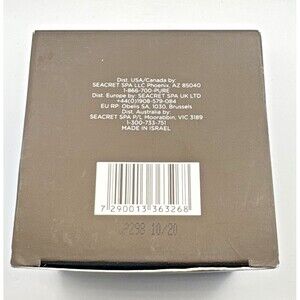 Dist. USA/Canada by:
SEACRET SPA LLC Phoenix, AZ 85040
1-866-700-PURE
Dist. Europe by: SEACRET SPA UK LTD
+44(0)1908-579-084
EU RP: Obelis SA, 1030, Brussels
Dist. Australia by:
SEACRET SPA P/L Moorabbin, VIC 3189
1-300-733-751
MADE IN ISRAEL
7 290013 363268
10/20